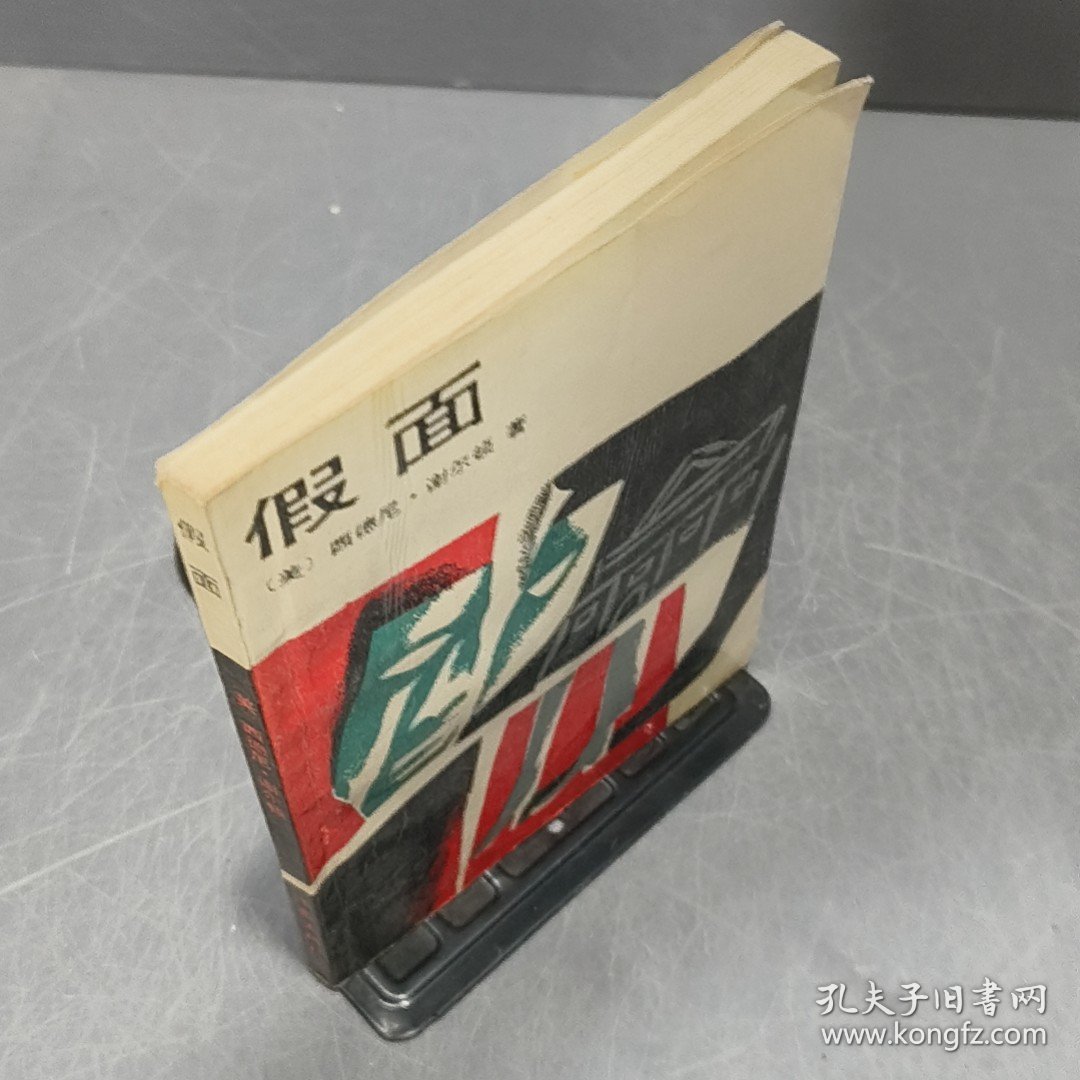 假面
（美）西德尼·谢尔顿 著
假面
孔夫子旧書网
www.kongfz.com